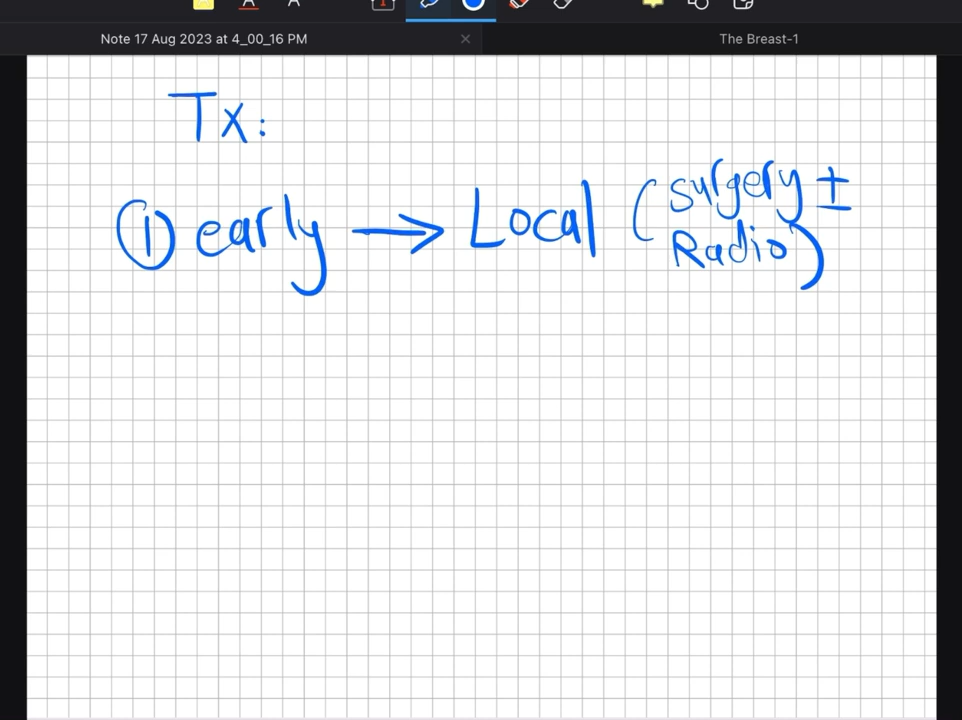 Note 17 Aug 2023 at 4_00_16 PM
The Breast-1
Tx:
① early → Local (surgery ±
Radio)